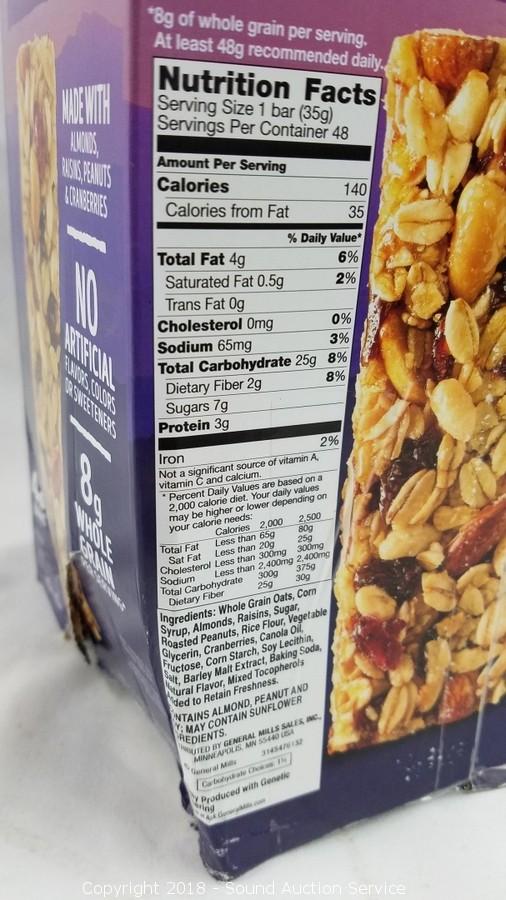 *8g of whole grain per serving.
At least 48g recommended daily.
MADE WITH
ALMONDS,
RAISINS, PEANUTS
& CRANBERRIES
NO
ARTIFICIAL
FLAVORS, COLORS
OR SWEETENERS
8g
WHOLE
GRAIN
Nutrition Facts
Serving Size 1 bar (35g)
Servings Per Container 48
Amount Per Serving
Calories 140
Calories from Fat 35
% Daily Value*
Total Fat 4g 6%
Saturated Fat 0.5g 2%
Trans Fat 0g
Cholesterol 0mg 0%
Sodium 65mg 3%
Total Carbohydrate 25g 8%
Dietary Fiber 2g 8%
Sugars 7g
Protein 3g
Iron 2%
Not a significant source of vitamin A,
vitamin C and calcium.
* Percent Daily Values are based on a
2,000 calorie diet. Your daily values
may be higher or lower depending on
your calorie needs:
Calories 2,000 2,500
Total Fat Less than 65g 80g
Sat Fat Less than 20g 25g
Cholesterol Less than 300mg 300mg
Sodium Less than 2,400mg 2,400mg
Total Carbohydrate 300g 375g
Dietary Fiber 25g 30g
Ingredients: Whole Grain Oats, Corn
Syrup, Almonds, Raisins, Sugar,
Roasted Peanuts, Rice Flour, Vegetable
Glycerin, Cranberries, Canola Oil,
Fructose, Corn Starch, Soy Lecithin,
Salt, Barley Malt Extract, Baking Soda,
Natural Flavor, Mixed Tocopherols
Added to Retain Freshness.
CONTAINS ALMOND, PEANUT AND
MAY CONTAIN SUNFLOWER
INGREDIENTS.
DISTRIBUTED BY GENERAL MILLS SALES, INC.,
MINNEAPOLIS, MN 55440 USA
General Mills 3145476132
Carbohydrate Choices: 1½
Produced with Genetic
Ask.GeneralMills.com
Copyright 2018 - Sound Auction Service